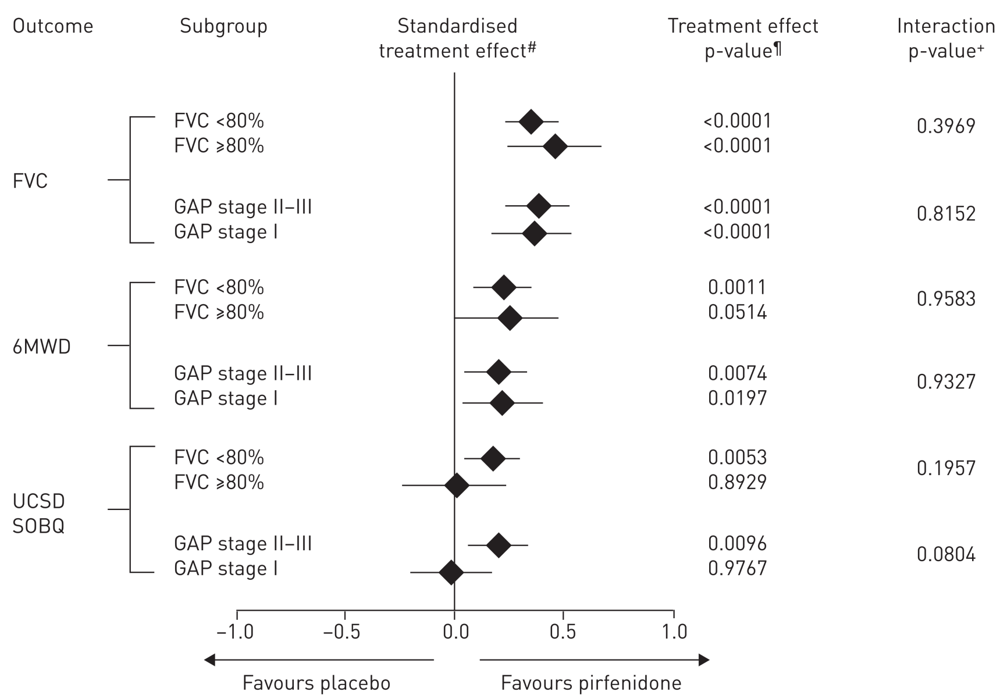 Outcome Subgroup Standardised treatment effect# Treatment effect p-value¶ Interaction p-value+
FVC
FVC <80% <0.0001 0.3969
FVC ⩾80% <0.0001
GAP stage II–III <0.0001 0.8152
GAP stage I <0.0001
6MWD
FVC <80% 0.0011 0.9583
FVC ⩾80% 0.0514
GAP stage II–III 0.0074 0.9327
GAP stage I 0.0197
UCSD
SOBQ
FVC <80% 0.0053 0.1957
FVC ⩾80% 0.8929
GAP stage II–III 0.0096 0.0804
GAP stage I 0.9767
–1.0 –0.5 0.0 0.5 1.0
Favours placebo Favours pirfenidone